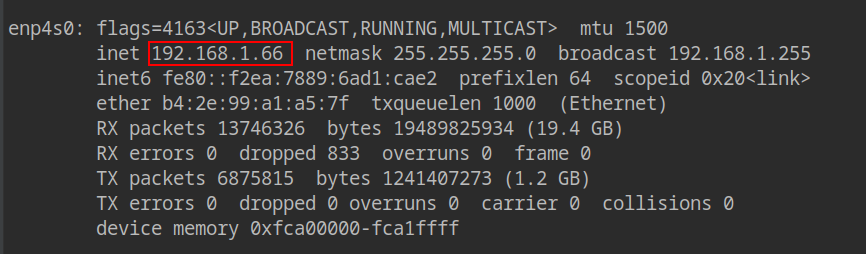 enp4s0: flags=4163<UP,BROADCAST,RUNNING,MULTICAST>  mtu 1500
inet 192.168.1.66  netmask 255.255.255.0  broadcast 192.168.1.255
inet6 fe80::f2ea:7889:6ad1:cae2  prefixlen 64  scopeid 0x20<link>
ether b4:2e:99:a1:a5:7f  txqueuelen 1000  (Ethernet)
RX packets 13746326  bytes 19489825934 (19.4 GB)
RX errors 0  dropped 833  overruns 0  frame 0
TX packets 6875815  bytes 1241407273 (1.2 GB)
TX errors 0  dropped 0 overruns 0  carrier 0  collisions 0
device memory 0xfca00000-fca1ffff